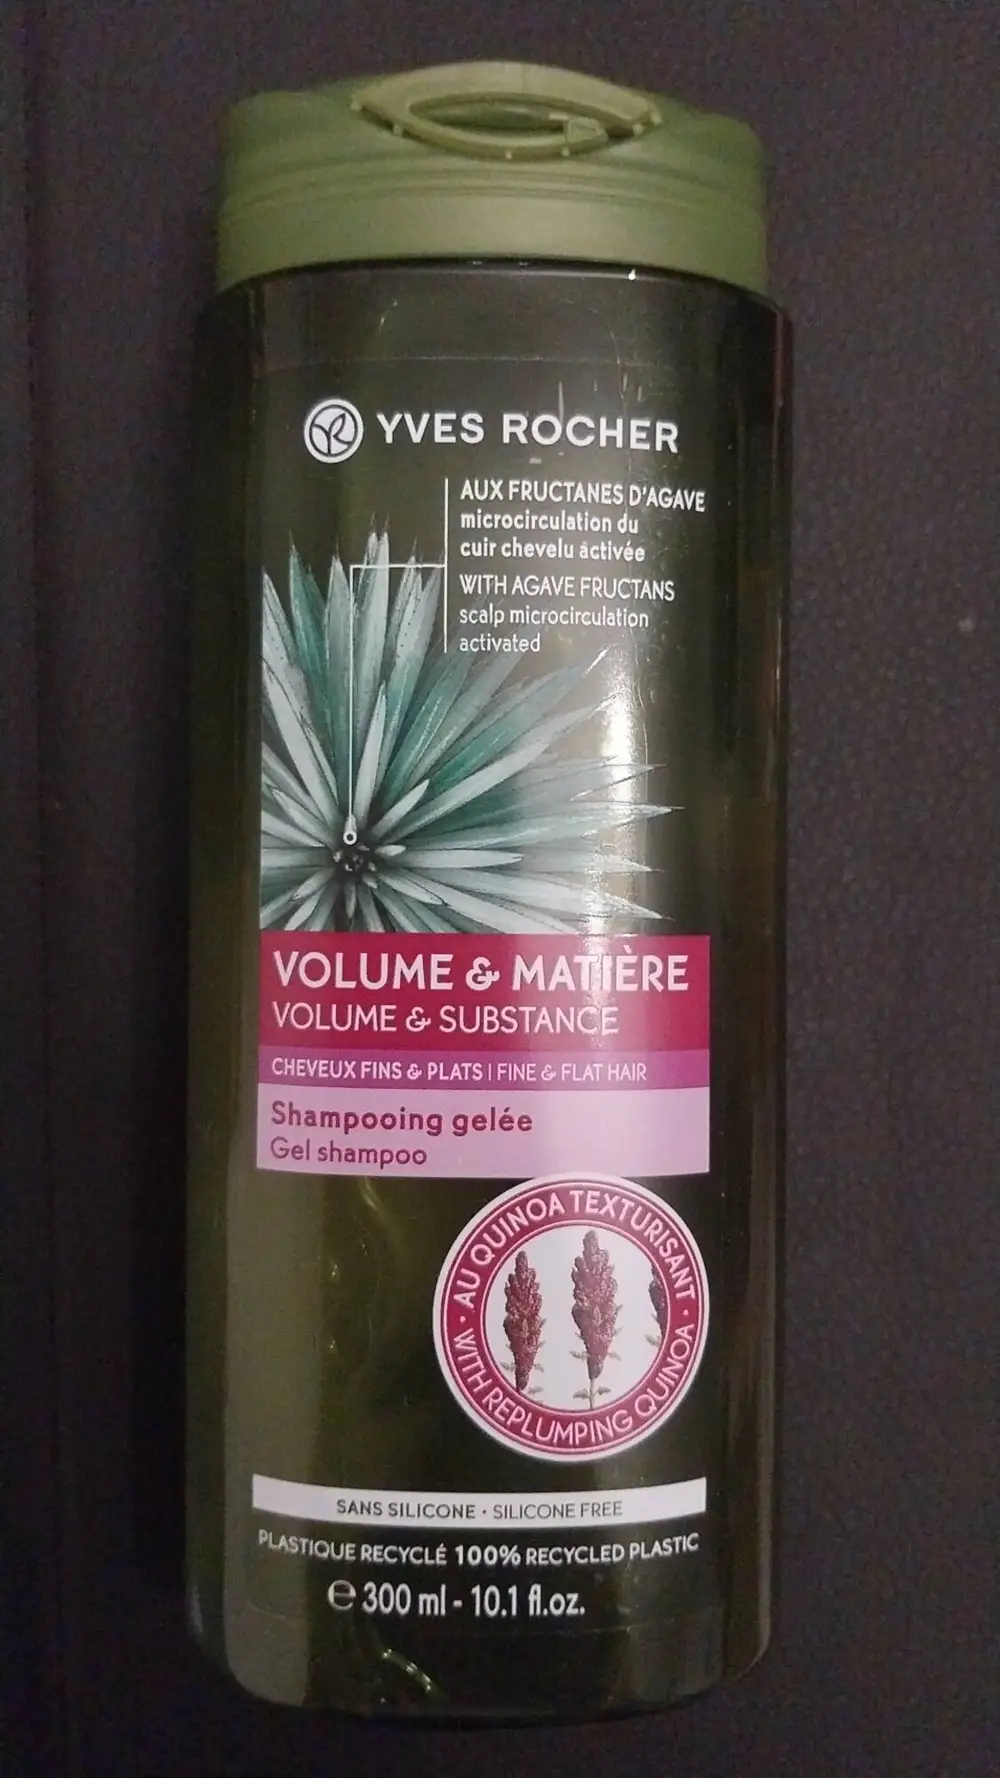 YVES ROCHER
AUX FRUCTANES D'AGAVE
microcirculation du
cuir chevelu activée
WITH AGAVE FRUCTANS
scalp microcirculation
activated
VOLUME & MATIÈRE
VOLUME & SUBSTANCE
CHEVEUX FINS & PLATS | FINE & FLAT HAIR
Shampooing gelée
Gel shampoo
AU QUINOA TEXTURISANT
WITH REPLUMPING QUINOA
SANS SILICONE · SILICONE FREE
PLASTIQUE RECYCLÉ 100% RECYCLED PLASTIC
℮ 300 ml - 10.1 fl.oz.